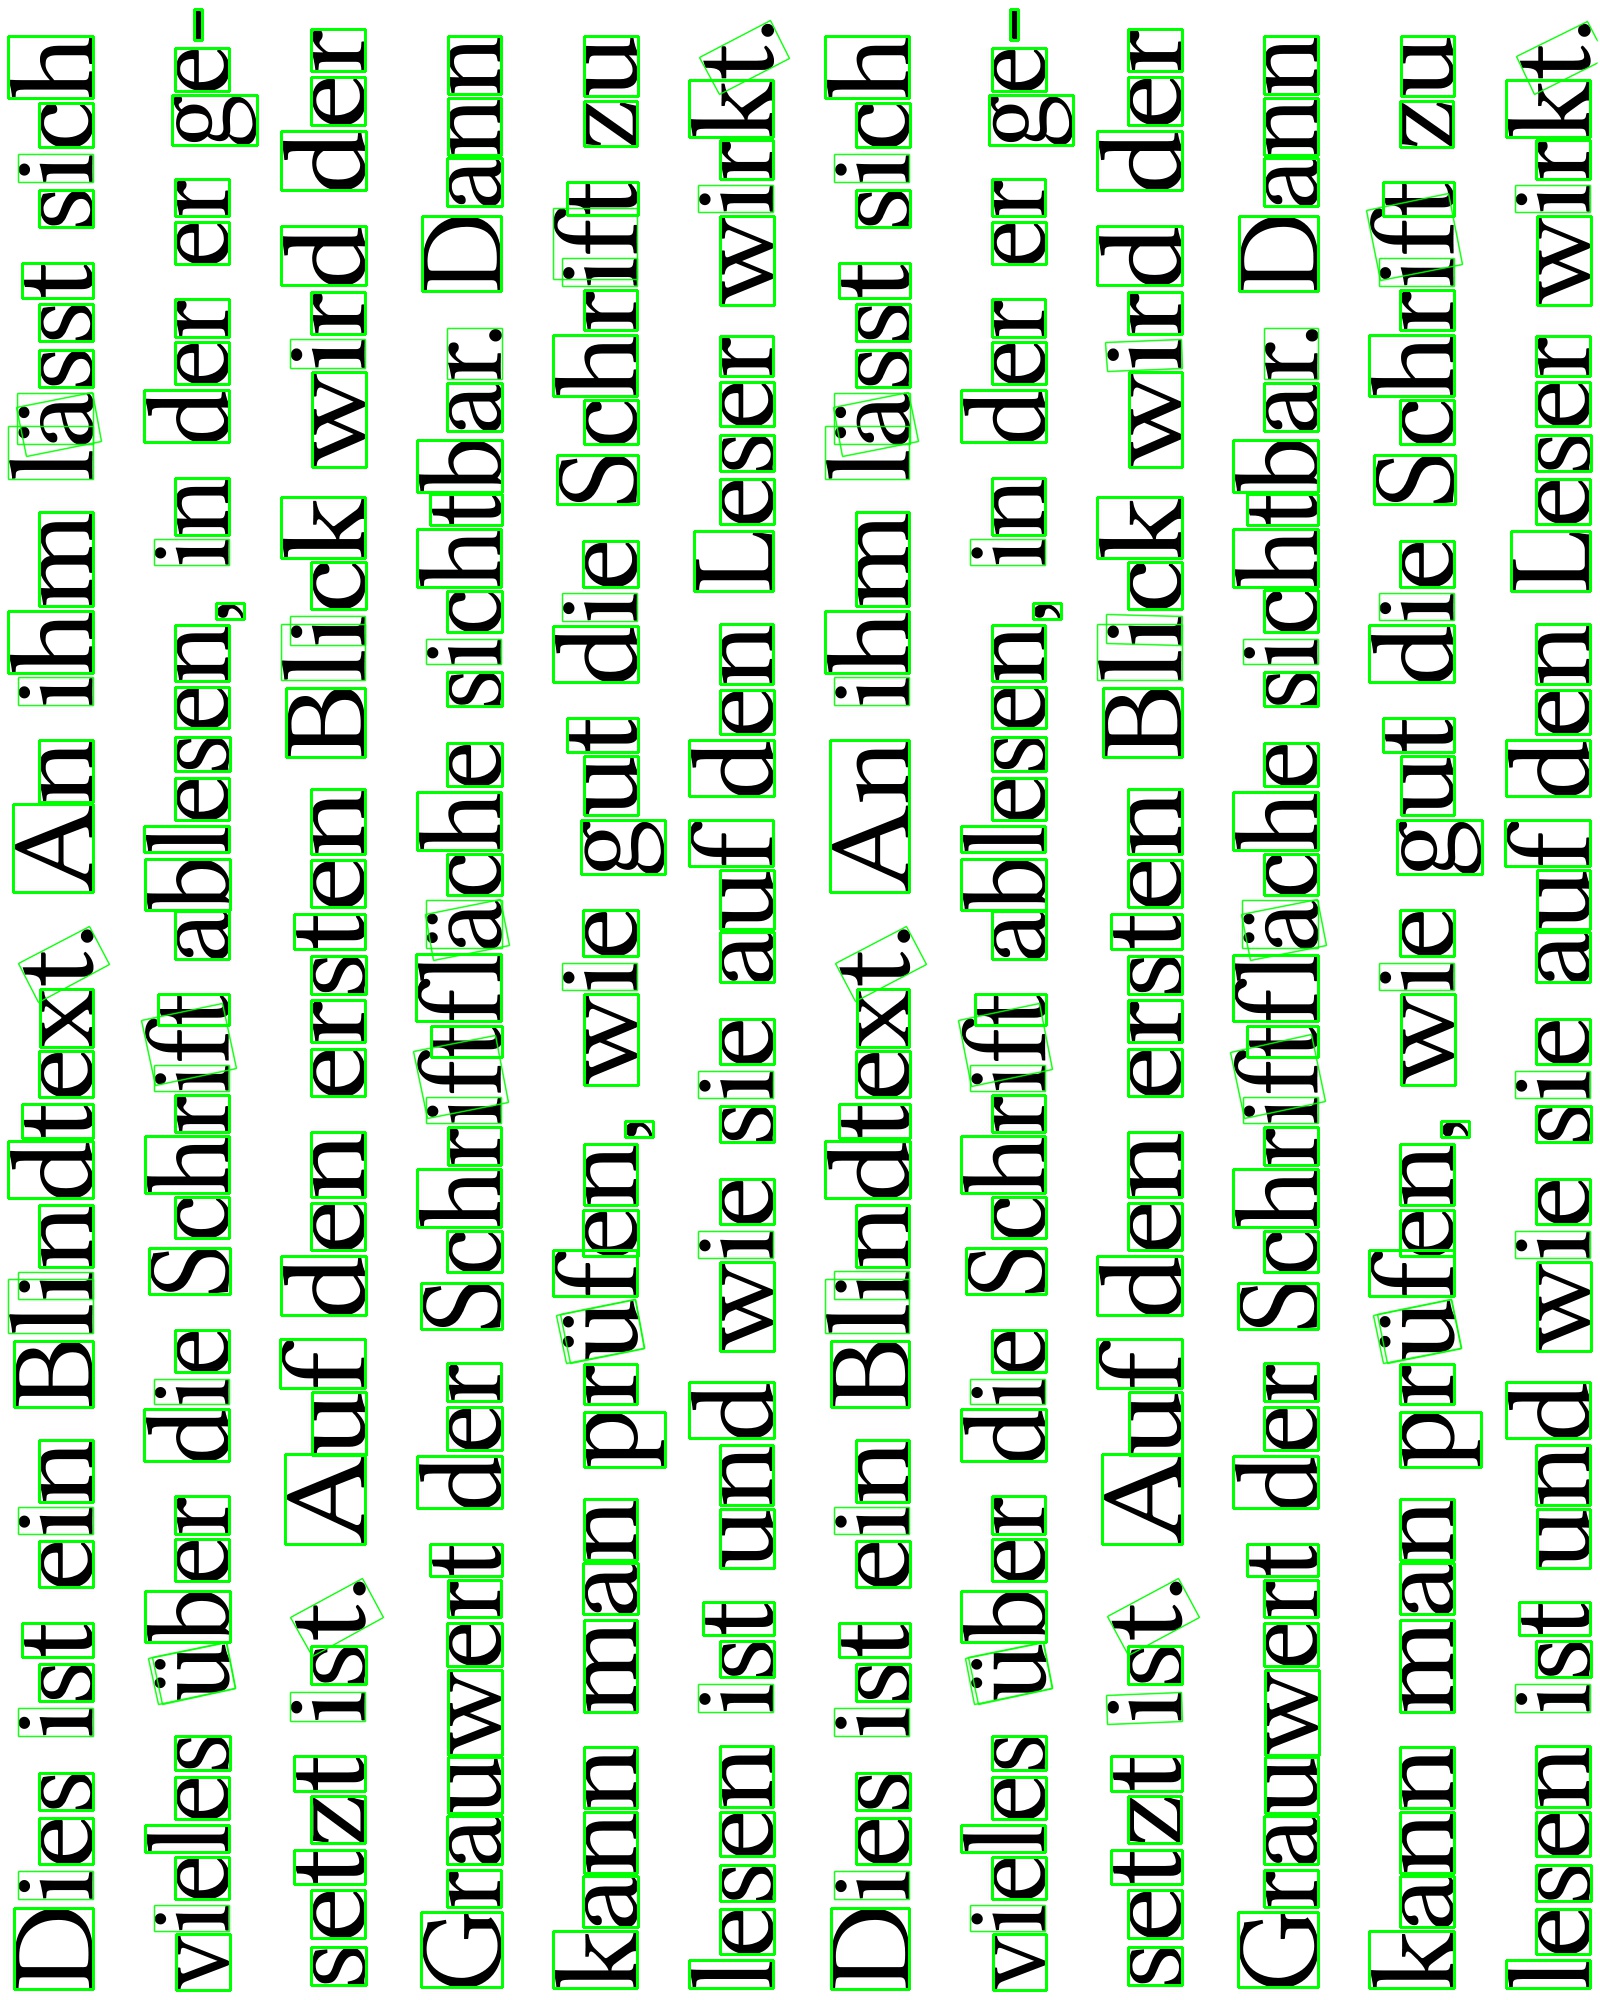 Dies ist ein Blindtext. An ihm lässt sich
vieles über die Schrift ablesen, in der er ge-
setzt ist. Auf den ersten Blick wird der
Grauwert der Schriftfläche sichtbar. Dann
kann man prüfen, wie gut die Schrift zu
lesen ist und wie sie auf den Leser wirkt.
Dies ist ein Blindtext. An ihm lässt sich
vieles über die Schrift ablesen, in der er ge-
setzt ist. Auf den ersten Blick wird der
Grauwert der Schriftfläche sichtbar. Dann
kann man prüfen, wie gut die Schrift zu
lesen ist und wie sie auf den Leser wirkt.